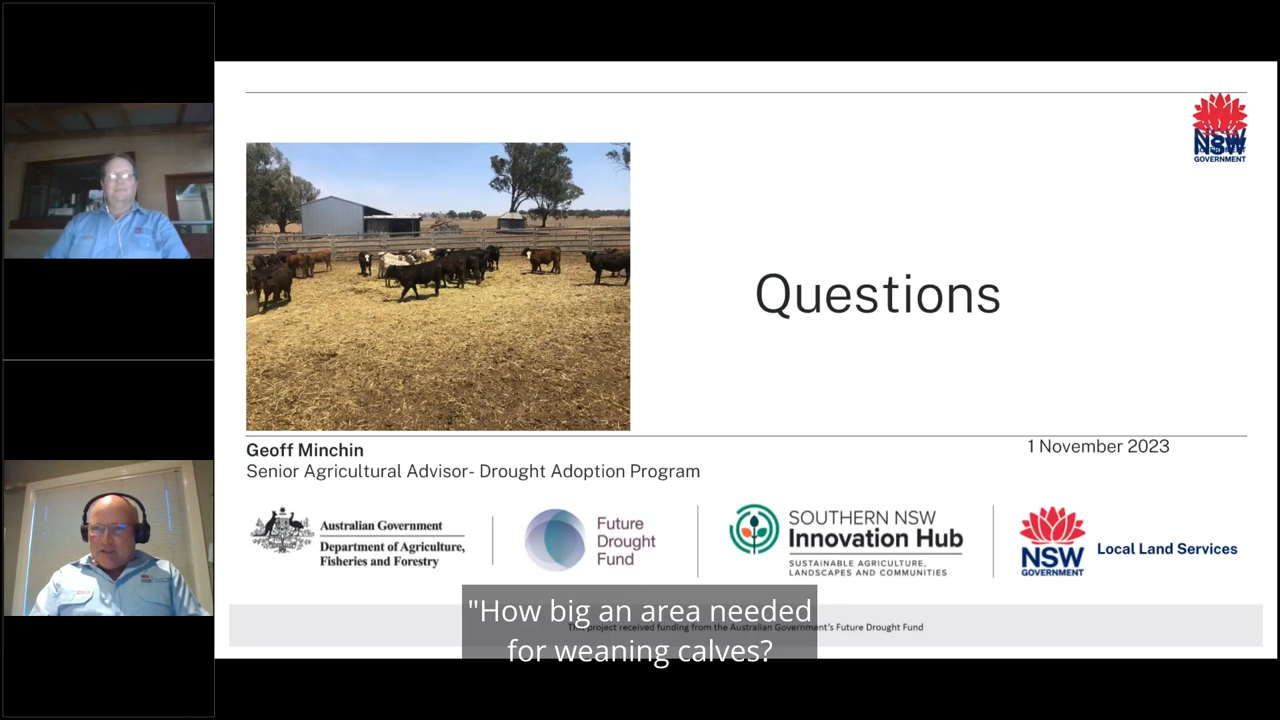 NSW
GOVERNMENT
Questions
Geoff Minchin
1 November 2023
Senior Agricultural Advisor- Drought Adoption Program
Australian Government
Department of Agriculture,
Fisheries and Forestry
Future
Drought
Fund
SOUTHERN NSW
Innovation Hub
SUSTAINABLE AGRICULTURE,
LANDSCAPES AND COMMUNITIES
NSW
GOVERNMENT
Local Land Services
This project received funding from the Australian Government's Future Drought Fund
"How big an area needed
for weaning calves?